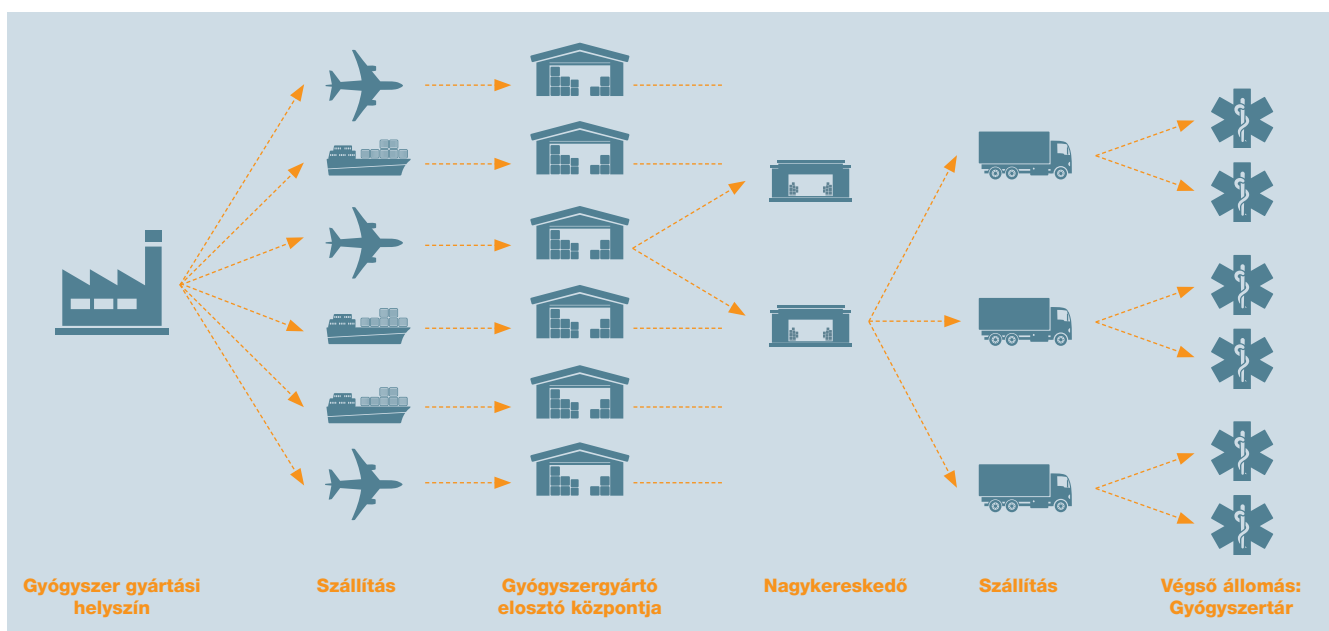 Gyógyszer gyártási
helyszín
Szállítás
Gyógyszergyártó
elosztó központja
Nagykereskedő
Szállítás
Végső állomás:
Gyógyszertár